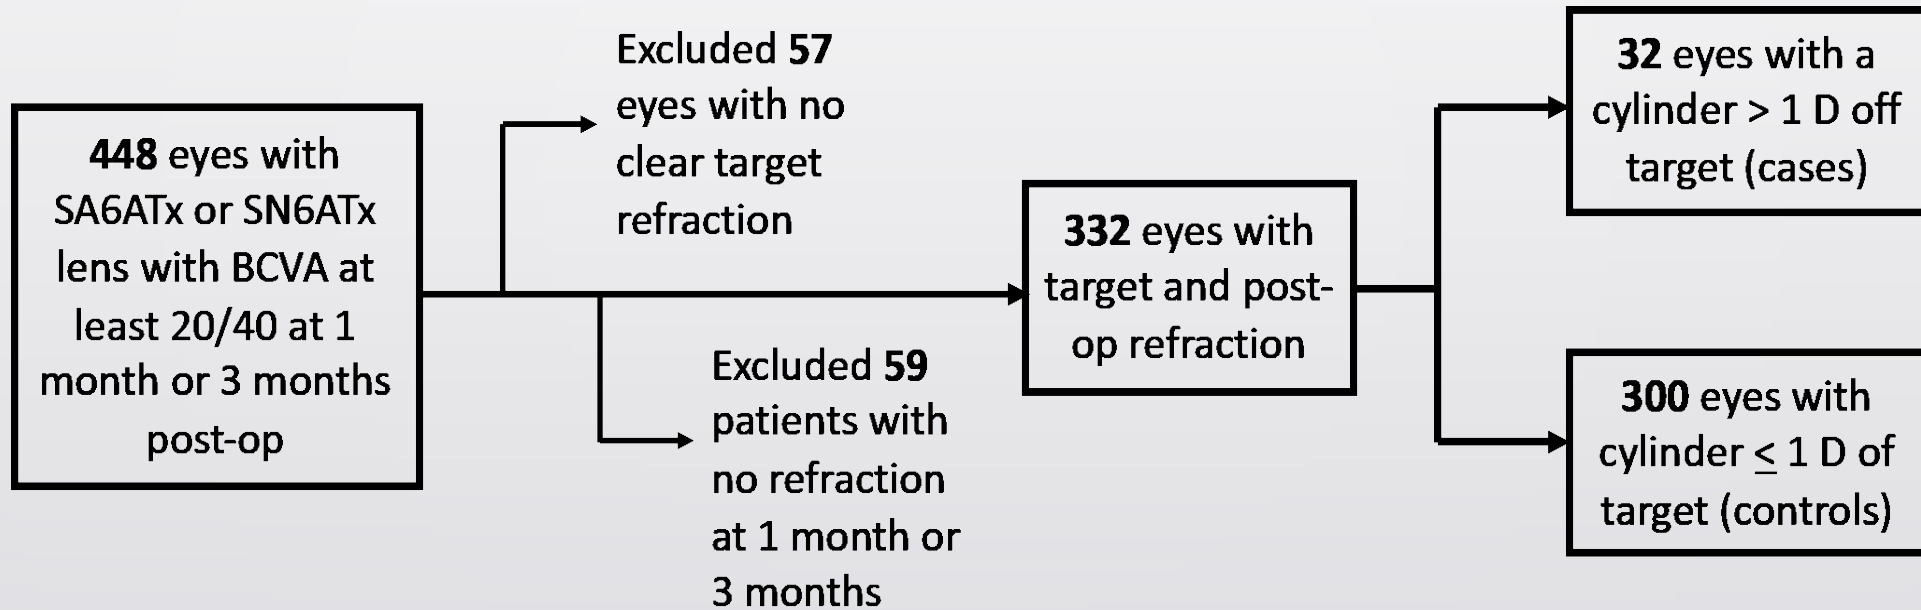 448 eyes with
SA6ATx or SN6ATx
lens with BCVA at
least 20/40 at 1
month or 3 months
post-op
Excluded 57
eyes with no
clear target
refraction
Excluded 59
patients with
no refraction
at 1 month or
3 months
332 eyes with
target and post-
op refraction
32 eyes with a
cylinder > 1 D off
target (cases)
300 eyes with
cylinder ≤ 1 D of
target (controls)